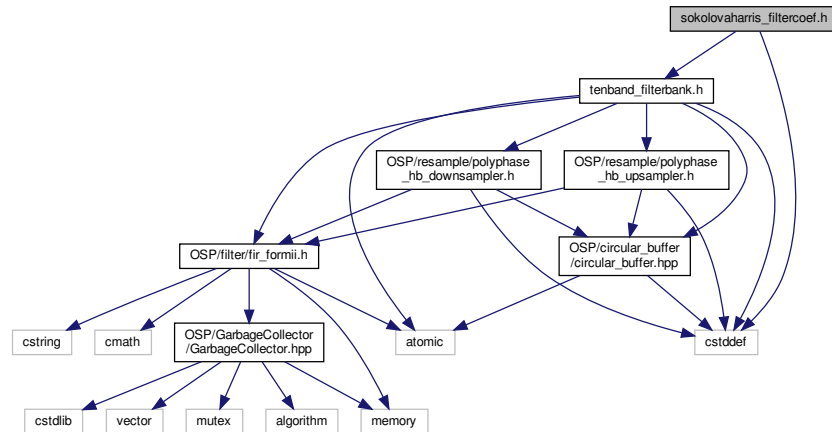 sokolovaharris_filtercoef.h
tenband_filterbank.h
OSP/resample/polyphase
_hb_downsampler.h
OSP/resample/polyphase
_hb_upsampler.h
OSP/filter/fir_formii.h
OSP/circular_buffer
/circular_buffer.hpp
cstring
cmath
OSP/GarbageCollector
/GarbageCollector.hpp
atomic
cstddef
cstdlib
vector
mutex
algorithm
memory